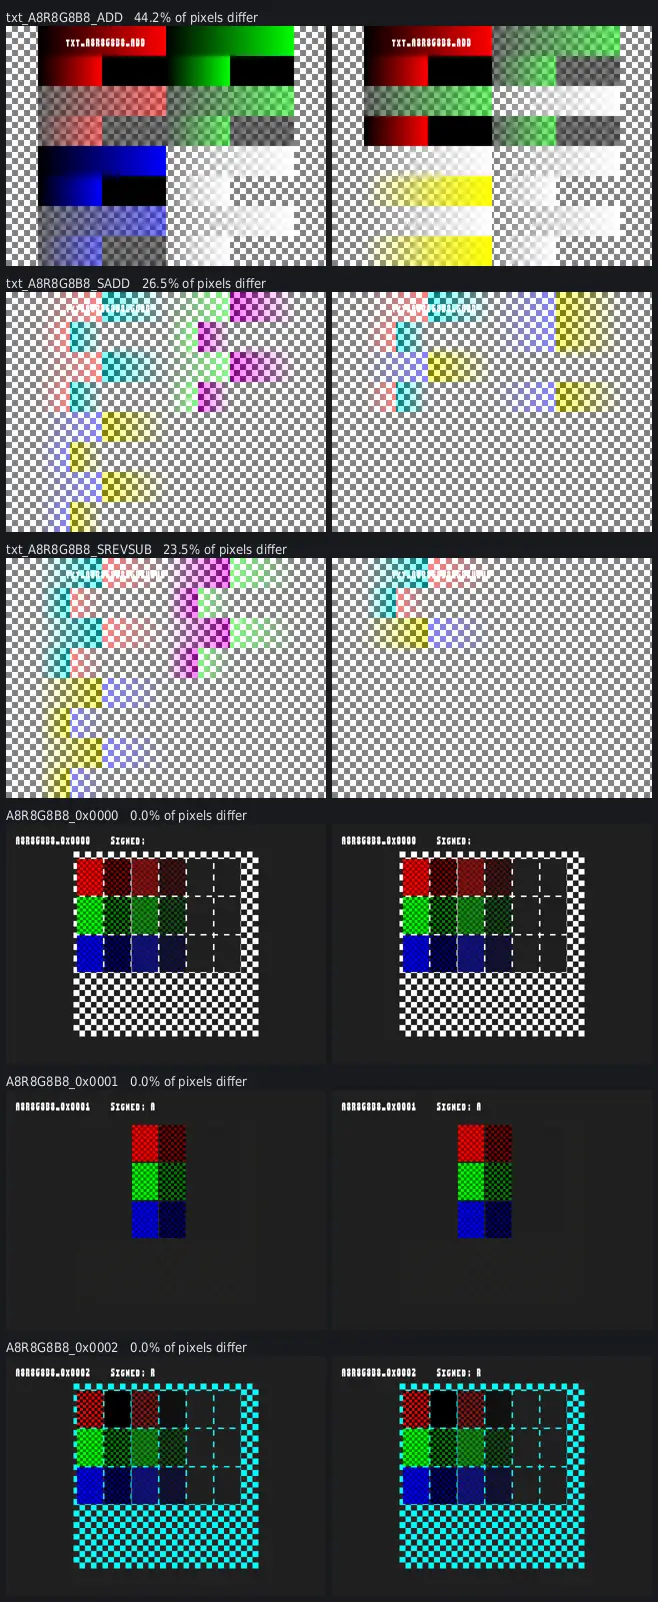 txt_A8R8G8B8_ADD 44.2% of pixels differ
TXT_A8R8G8B8_ADD TXT_A8R8G8B8_ADD
txt_A8R8G8B8_SADD 26.5% of pixels differ
txt_A8R8G8B8_SREVSUB 23.5% of pixels differ
A8R8G8B8_0x0000 0.0% of pixels differ
A8R8G8B8_0x0000 Signed: A8R8G8B8_0x0000 Signed:
A8R8G8B8_0x0001 0.0% of pixels differ
A8R8G8B8_0x0001 Signed: A A8R8G8B8_0x0001 Signed: A
A8R8G8B8_0x0002 0.0% of pixels differ
A8R8G8B8_0x0002 Signed: R A8R8G8B8_0x0002 Signed: R